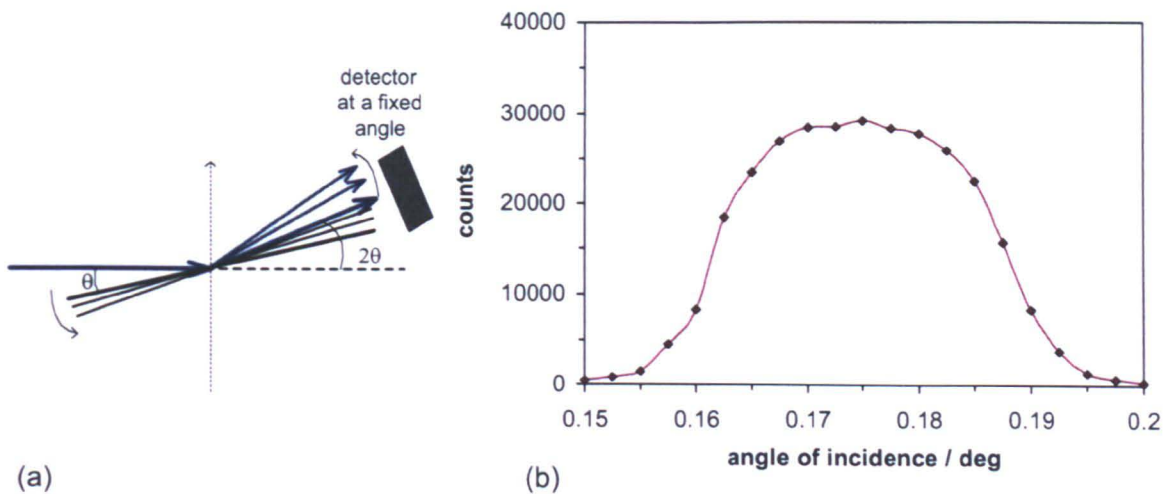 detector
at a fixed
angle
θ
2θ
(a)
40000
30000
20000
10000
0
counts
0.15 0.16 0.17 0.18 0.19 0.2
angle of incidence / deg
(b)